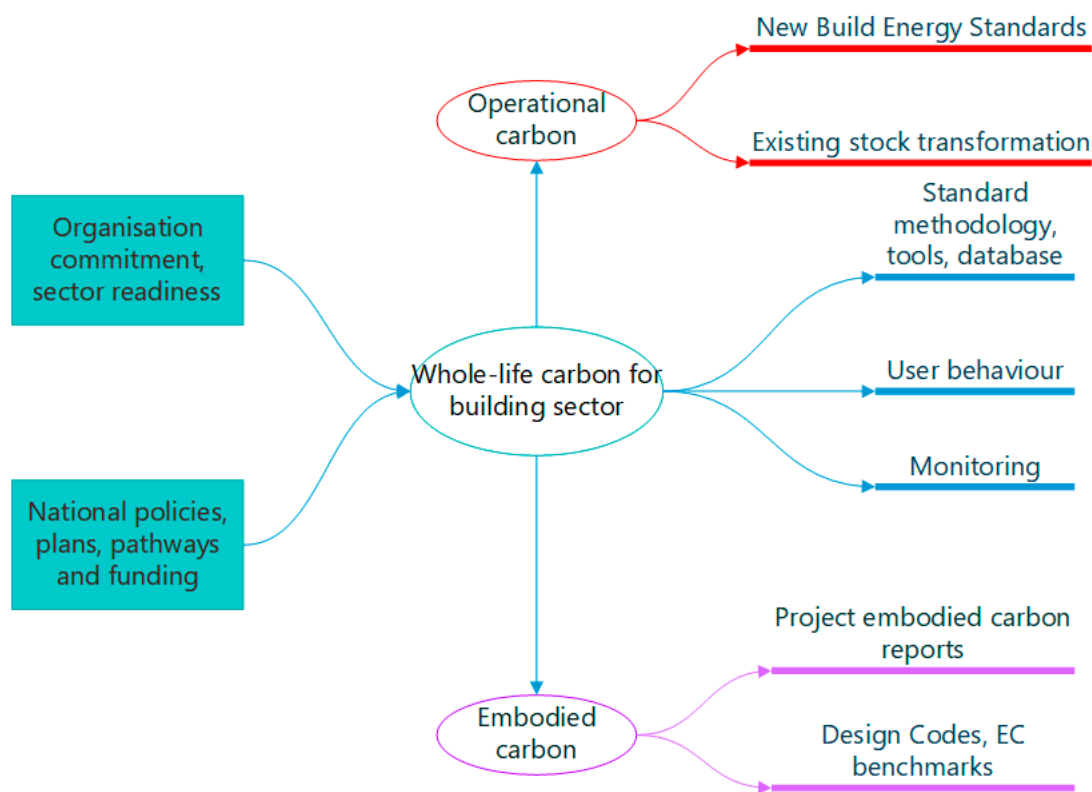 New Build Energy Standards
Operational
carbon
Existing stock transformation
Organisation
commitment,
sector readiness
Standard
methodology,
tools, database
Whole-life carbon for
building sector
User behaviour
Monitoring
National policies,
plans, pathways
and funding
Project embodied carbon
reports
Embodied
carbon
Design Codes, EC
benchmarks